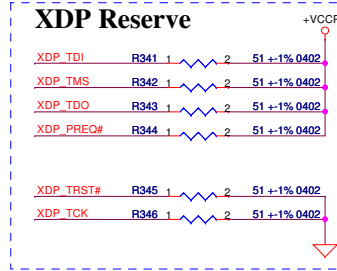 XDP Reserve
+VCCP
XDP_TDI R341 1 2 51 +-1% 0402
XDP_TMS R342 1 2 51 +-1% 0402
XDP_TDO R343 1 2 51 +-1% 0402
XDP_PREQ# R344 1 2 51 +-1% 0402
XDP_TRST# R345 1 2 51 +-1% 0402
XDP_TCK R346 1 2 51 +-1% 0402